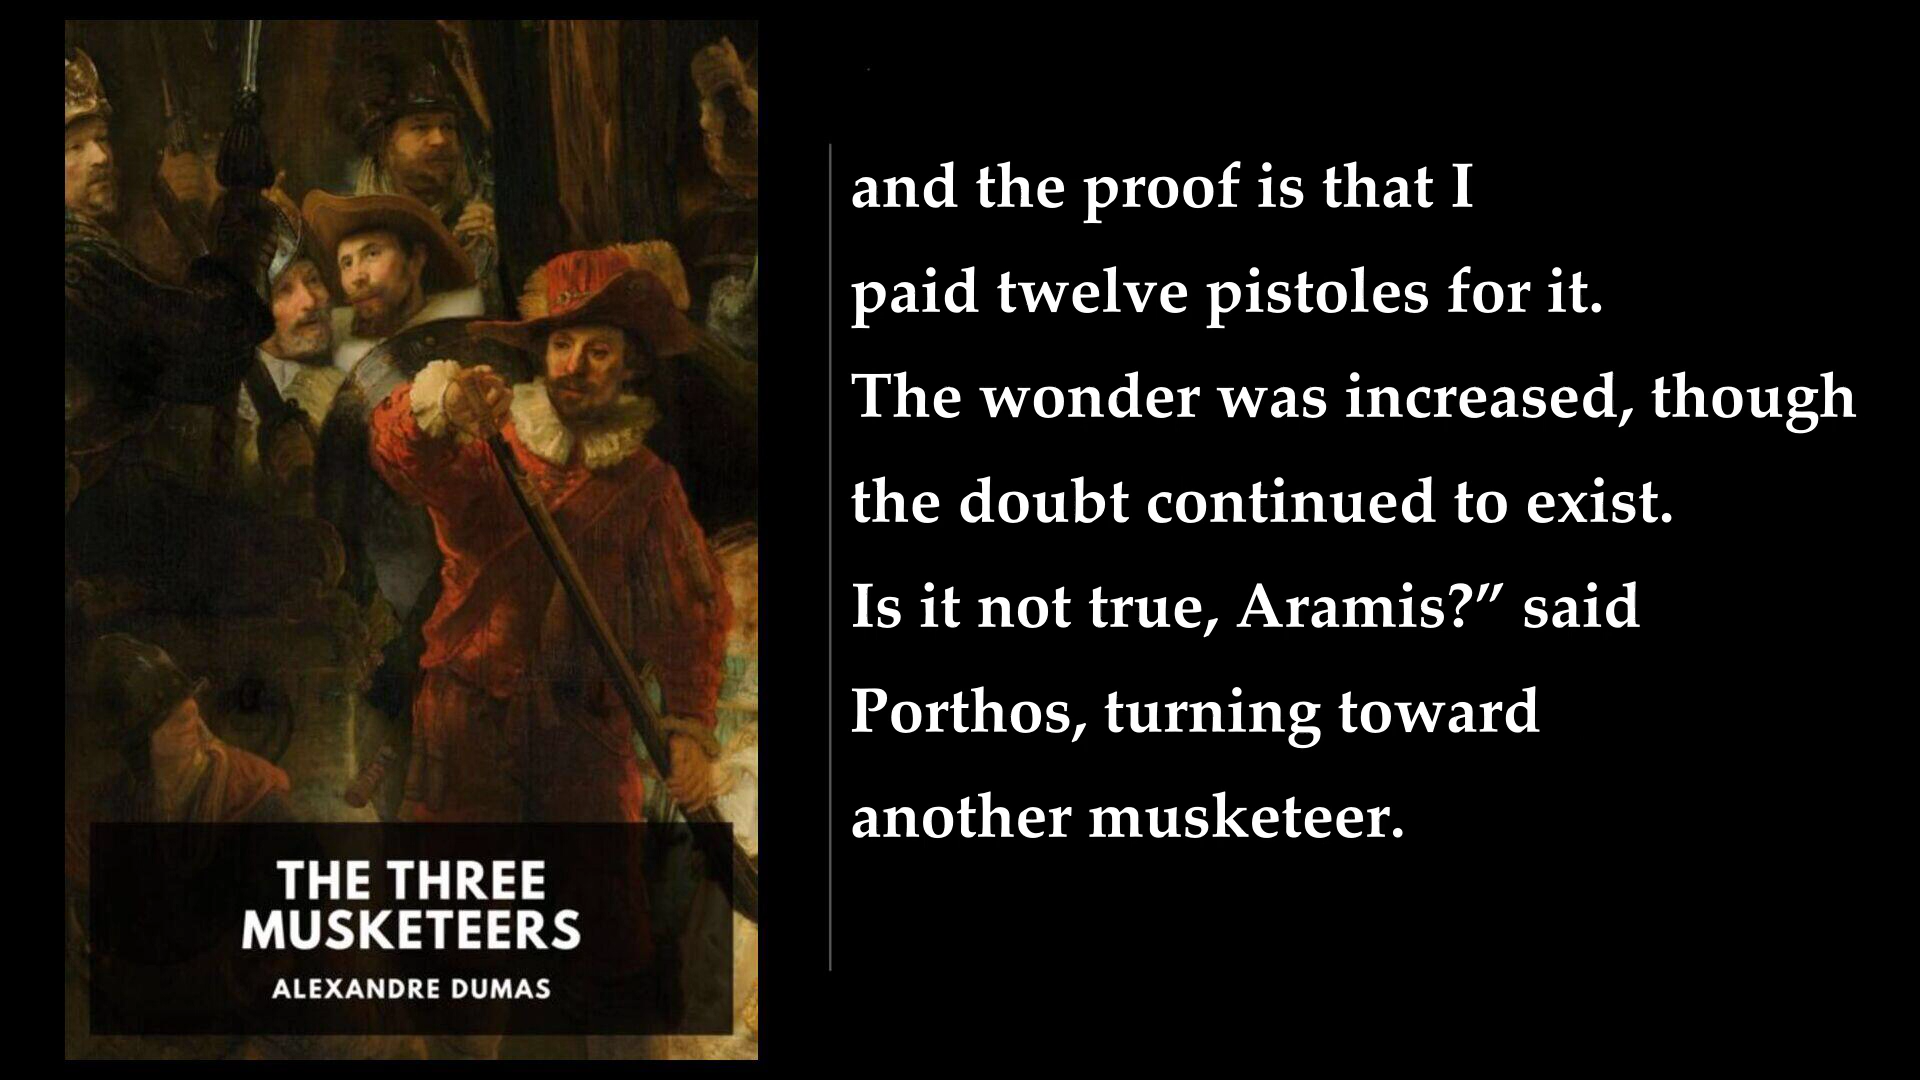 THE THREE
MUSKETEERS
ALEXANDRE DUMAS
and the proof is that I
paid twelve pistoles for it.
The wonder was increased, though
the doubt continued to exist.
Is it not true, Aramis?” said
Porthos, turning toward
another musketeer.